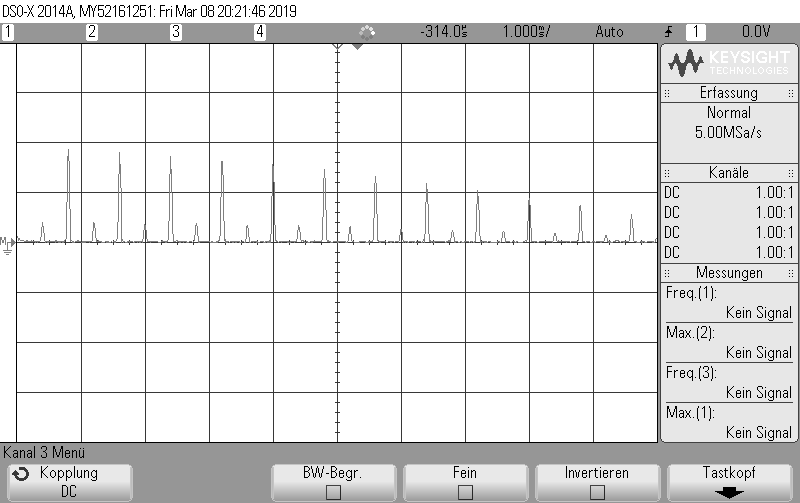 DSO-X 2014A, MY52161251: Fri Mar 08 20:21:46 2019
1 2 3 4 -314.0s 1.000s/ Auto 1 0.0V
KEYSIGHT
TECHNOLOGIES
Erfassung
Normal
5.00MSa/s
Kanäle
DC 1.00:1
DC 1.00:1
DC 1.00:1
DC 1.00:1
Messungen
Freq.(1):
Kein Signal
Max.(2):
Kein Signal
Freq.(3):
Kein Signal
Max.(1):
Kein Signal
M
Kanal 3 Menü
Kopplung
DC
BW-Begr.
Fein
Invertieren
Tastkopf